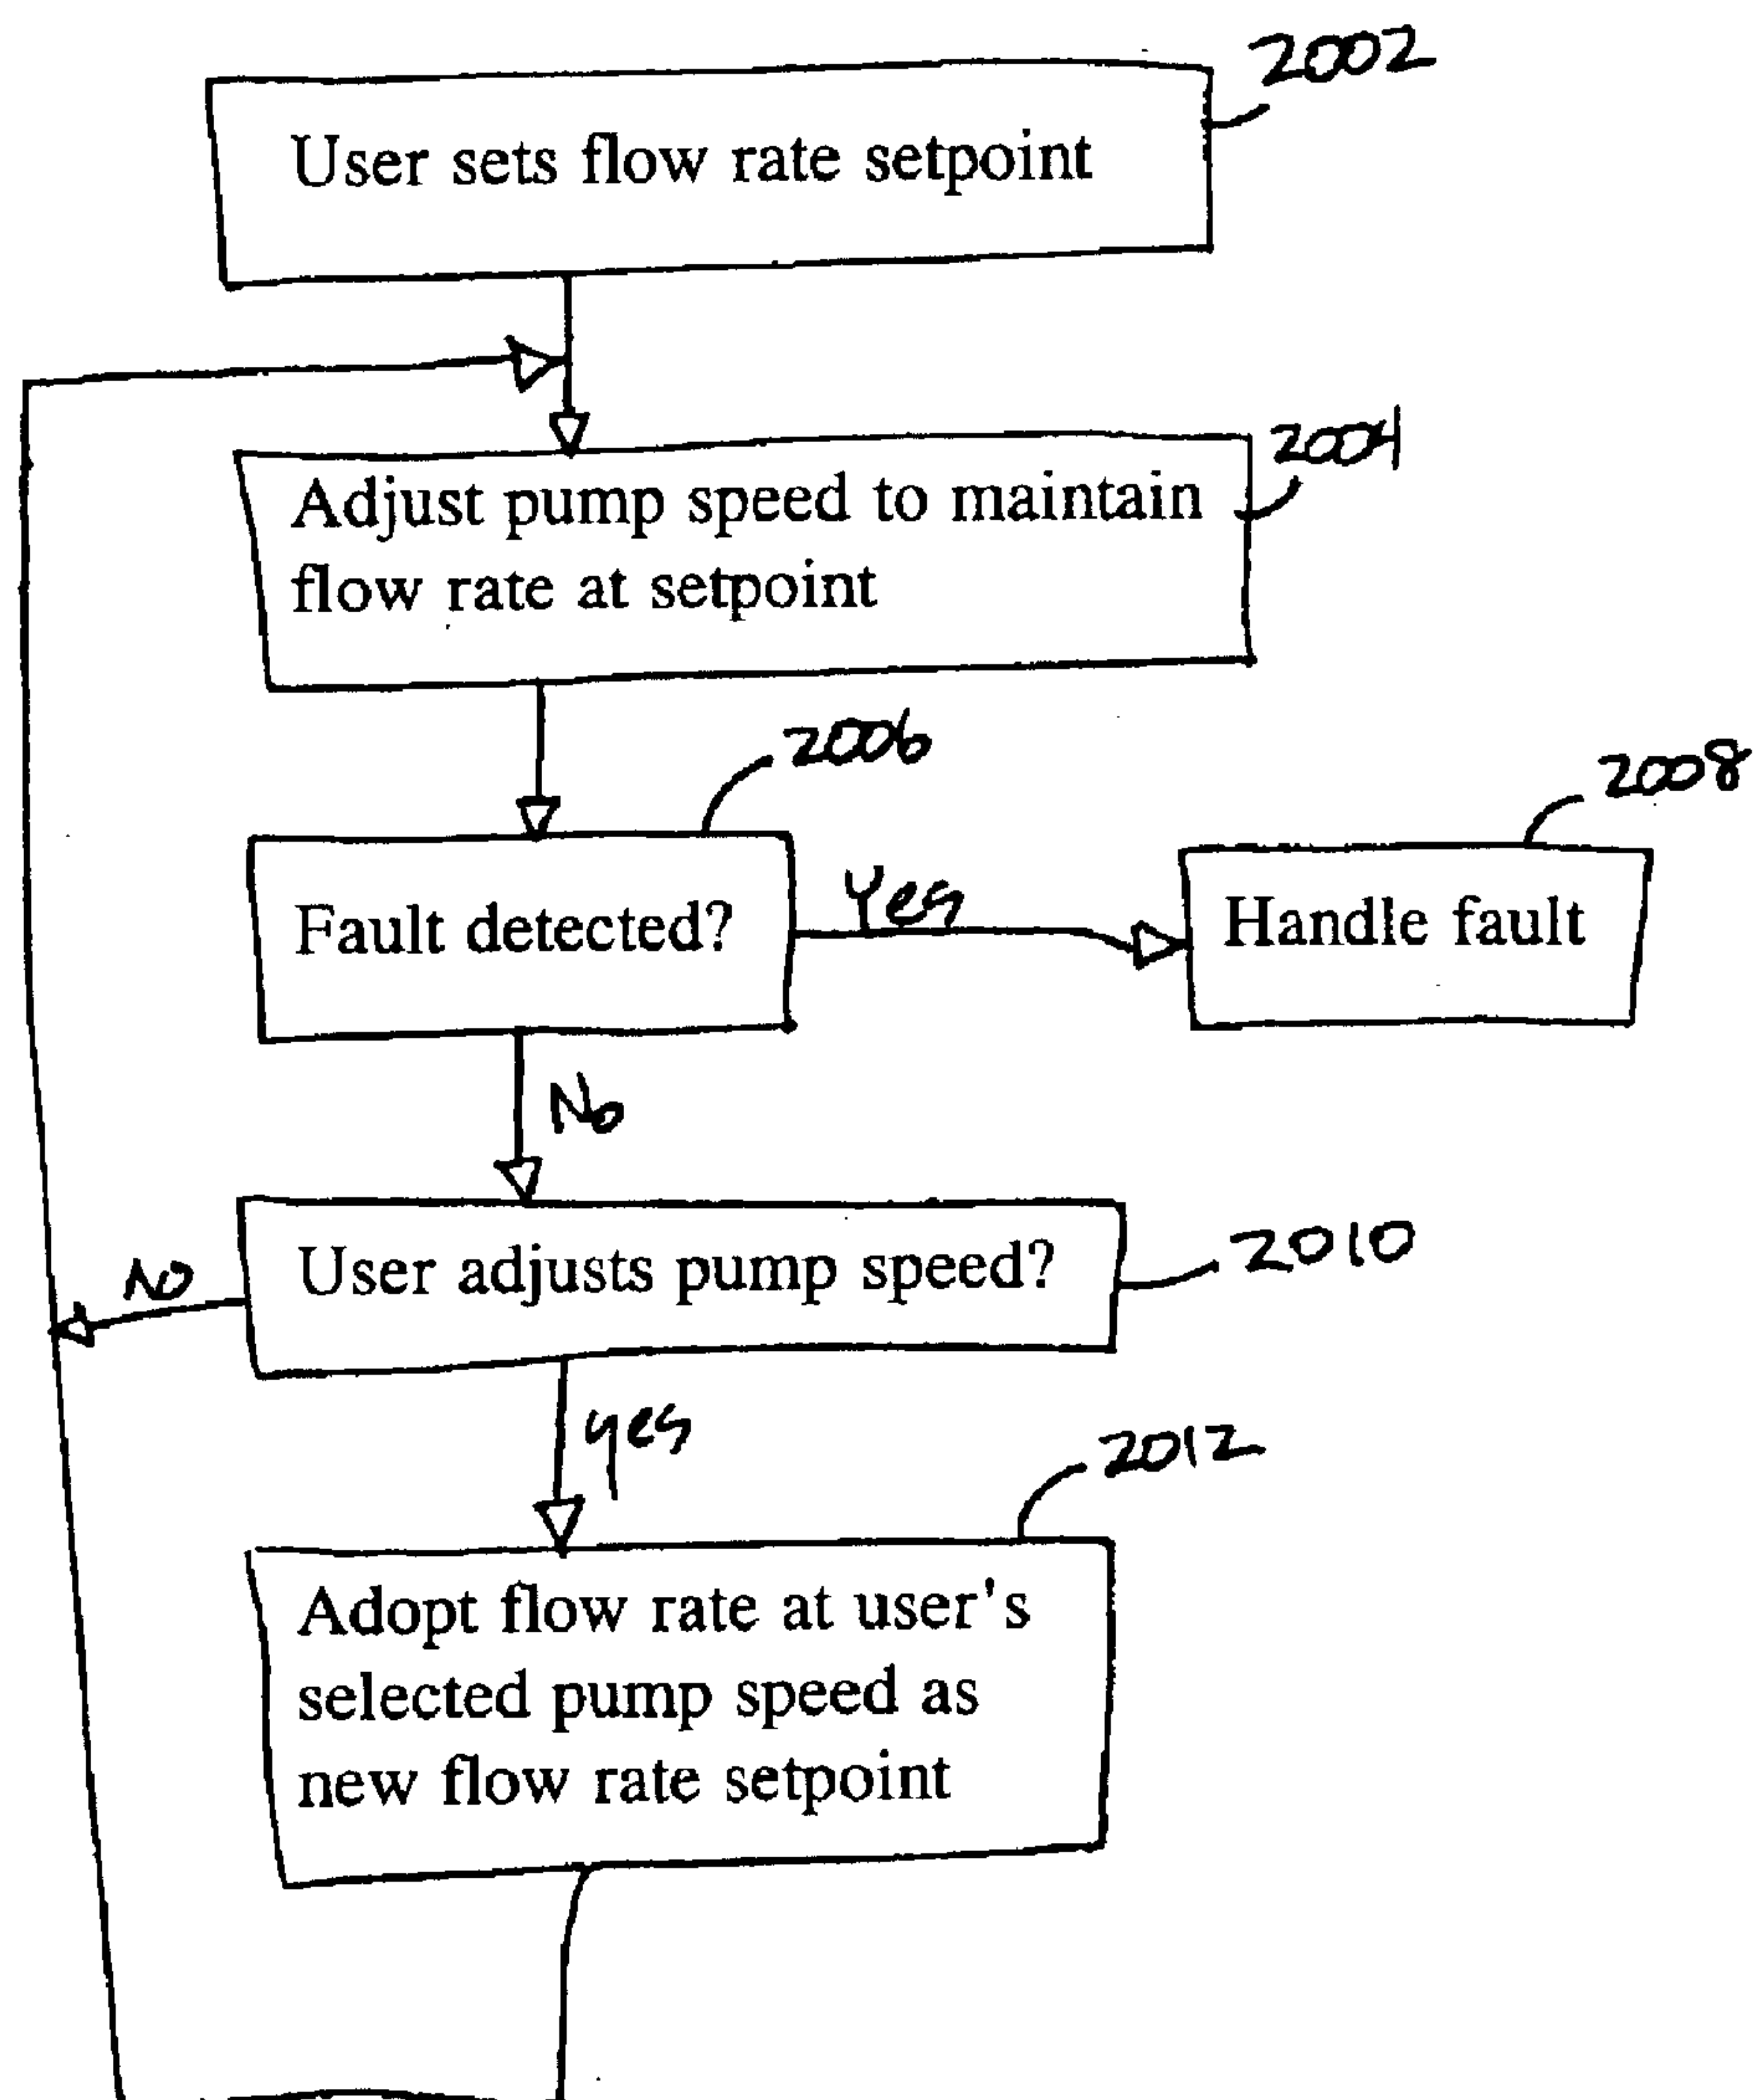 2002
User sets flow rate setpoint
2004
Adjust pump speed to maintain
flow rate at setpoint
2006
2008
Fault detected?
Yes
Handle fault
No
User adjusts pump speed?
2010
No
yes
2012
Adopt flow rate at user's
selected pump speed as
new flow rate setpoint